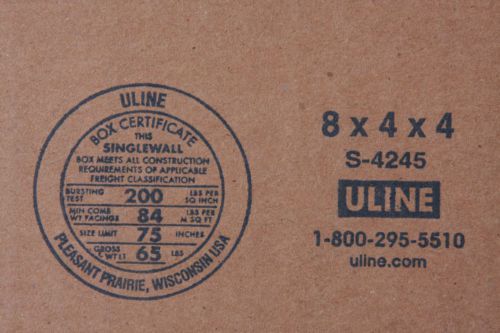 ULINE
BOX CERTIFICATE
THIS
SINGLEWALL
BOX MEETS ALL CONSTRUCTION
REQUIREMENTS OF APPLICABLE
FREIGHT CLASSIFICATION
BURSTING TEST 200 LBS PER SQ INCH
MIN COMB WT FACINGS 84 LBS PER M SQ FT
SIZE LIMIT 75 INCHES
GROSS WT LT 65 LBS
PLEASANT PRAIRIE, WISCONSIN USA
8 x 4 x 4
S-4245
ULINE
1-800-295-5510
uline.com